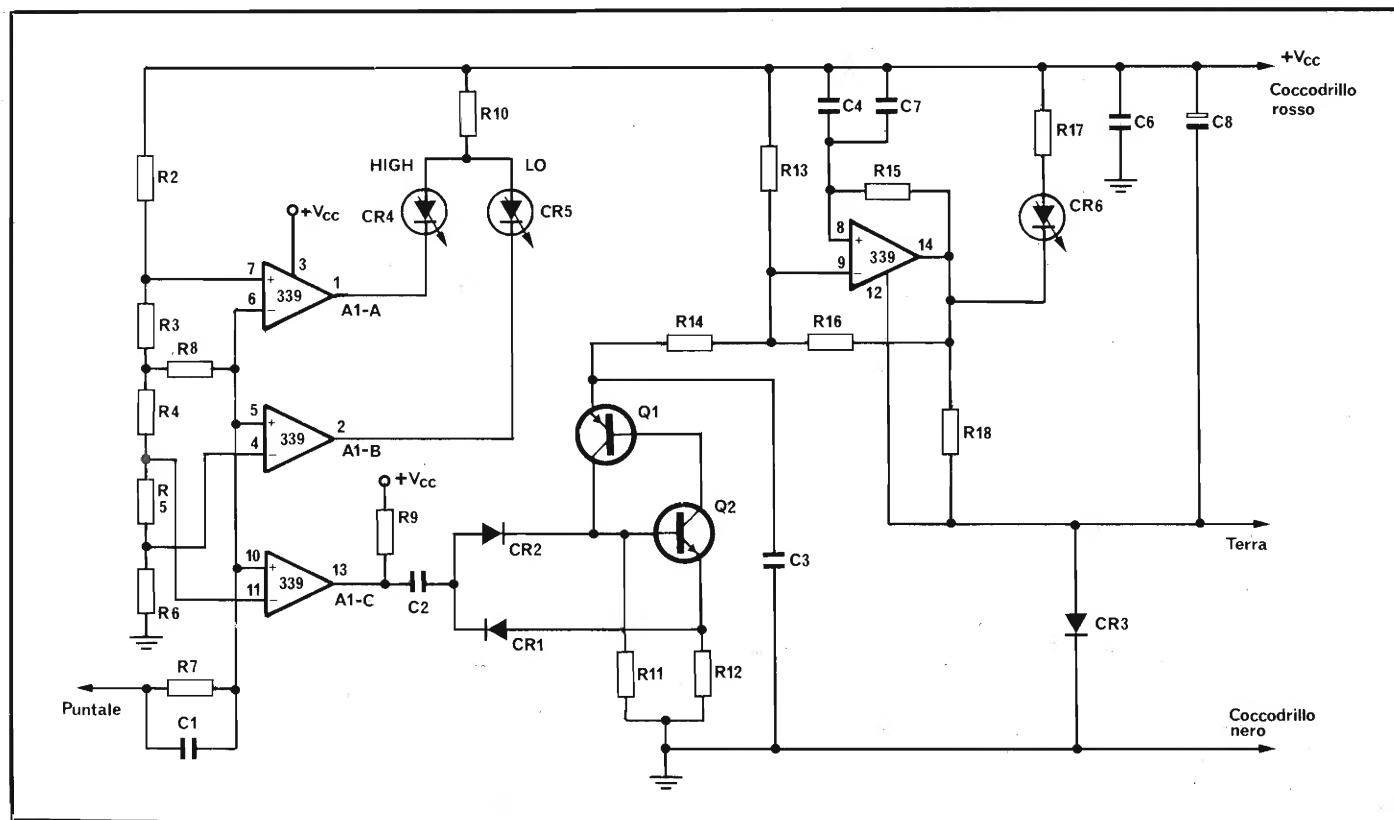 +Vcc
Coccodrillo
rosso
R10
C4
C7
R17
C6
C8
HIGH
LO
R2
R13
R15
CR4
CR5
CR6
+Vcc
7
3
6
339
1
A1-A
8
9
339
14
12
R3
R8
R14
R16
R4
Q1
R18
5
4
339
2
A1-B
+Vcc
R
5
R9
Q2
Terra
CR2
C3
10
11
339
13
A1-C
C2
R6
CR1
CR3
R7
R11
R12
Puntale
C1
Coccodrillo
nero